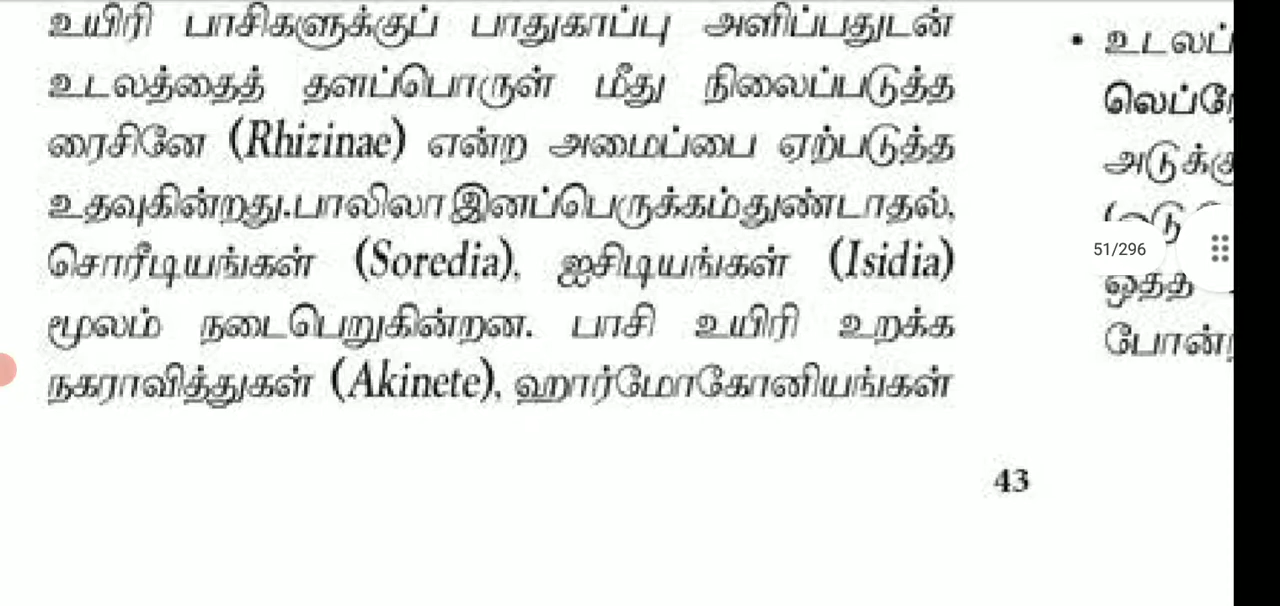 உயிரி பாசிகளுக்குப் பாதுகாப்பு அளிப்பதுடன்
உடலத்தைத் தளப்பொருள் மீது நிலைப்படுத்த
ரைசினே (Rhizinae) என்ற அமைப்பை ஏற்படுத்த
உதவுகின்றது.பாலிலா இனப்பெருக்கம்துண்டாதல்,
சொரீடியங்கள் (Soredia), ஐசிடியங்கள் (Isidia)
மூலம் நடைபெறுகின்றன. பாசி உயிரி உறக்க
நகராவித்துகள் (Akinete), ஹார்மோகோனியங்கள்
43
• உடலப்
லெப்ரே
அடுக்கு
51/296
ஒத்த